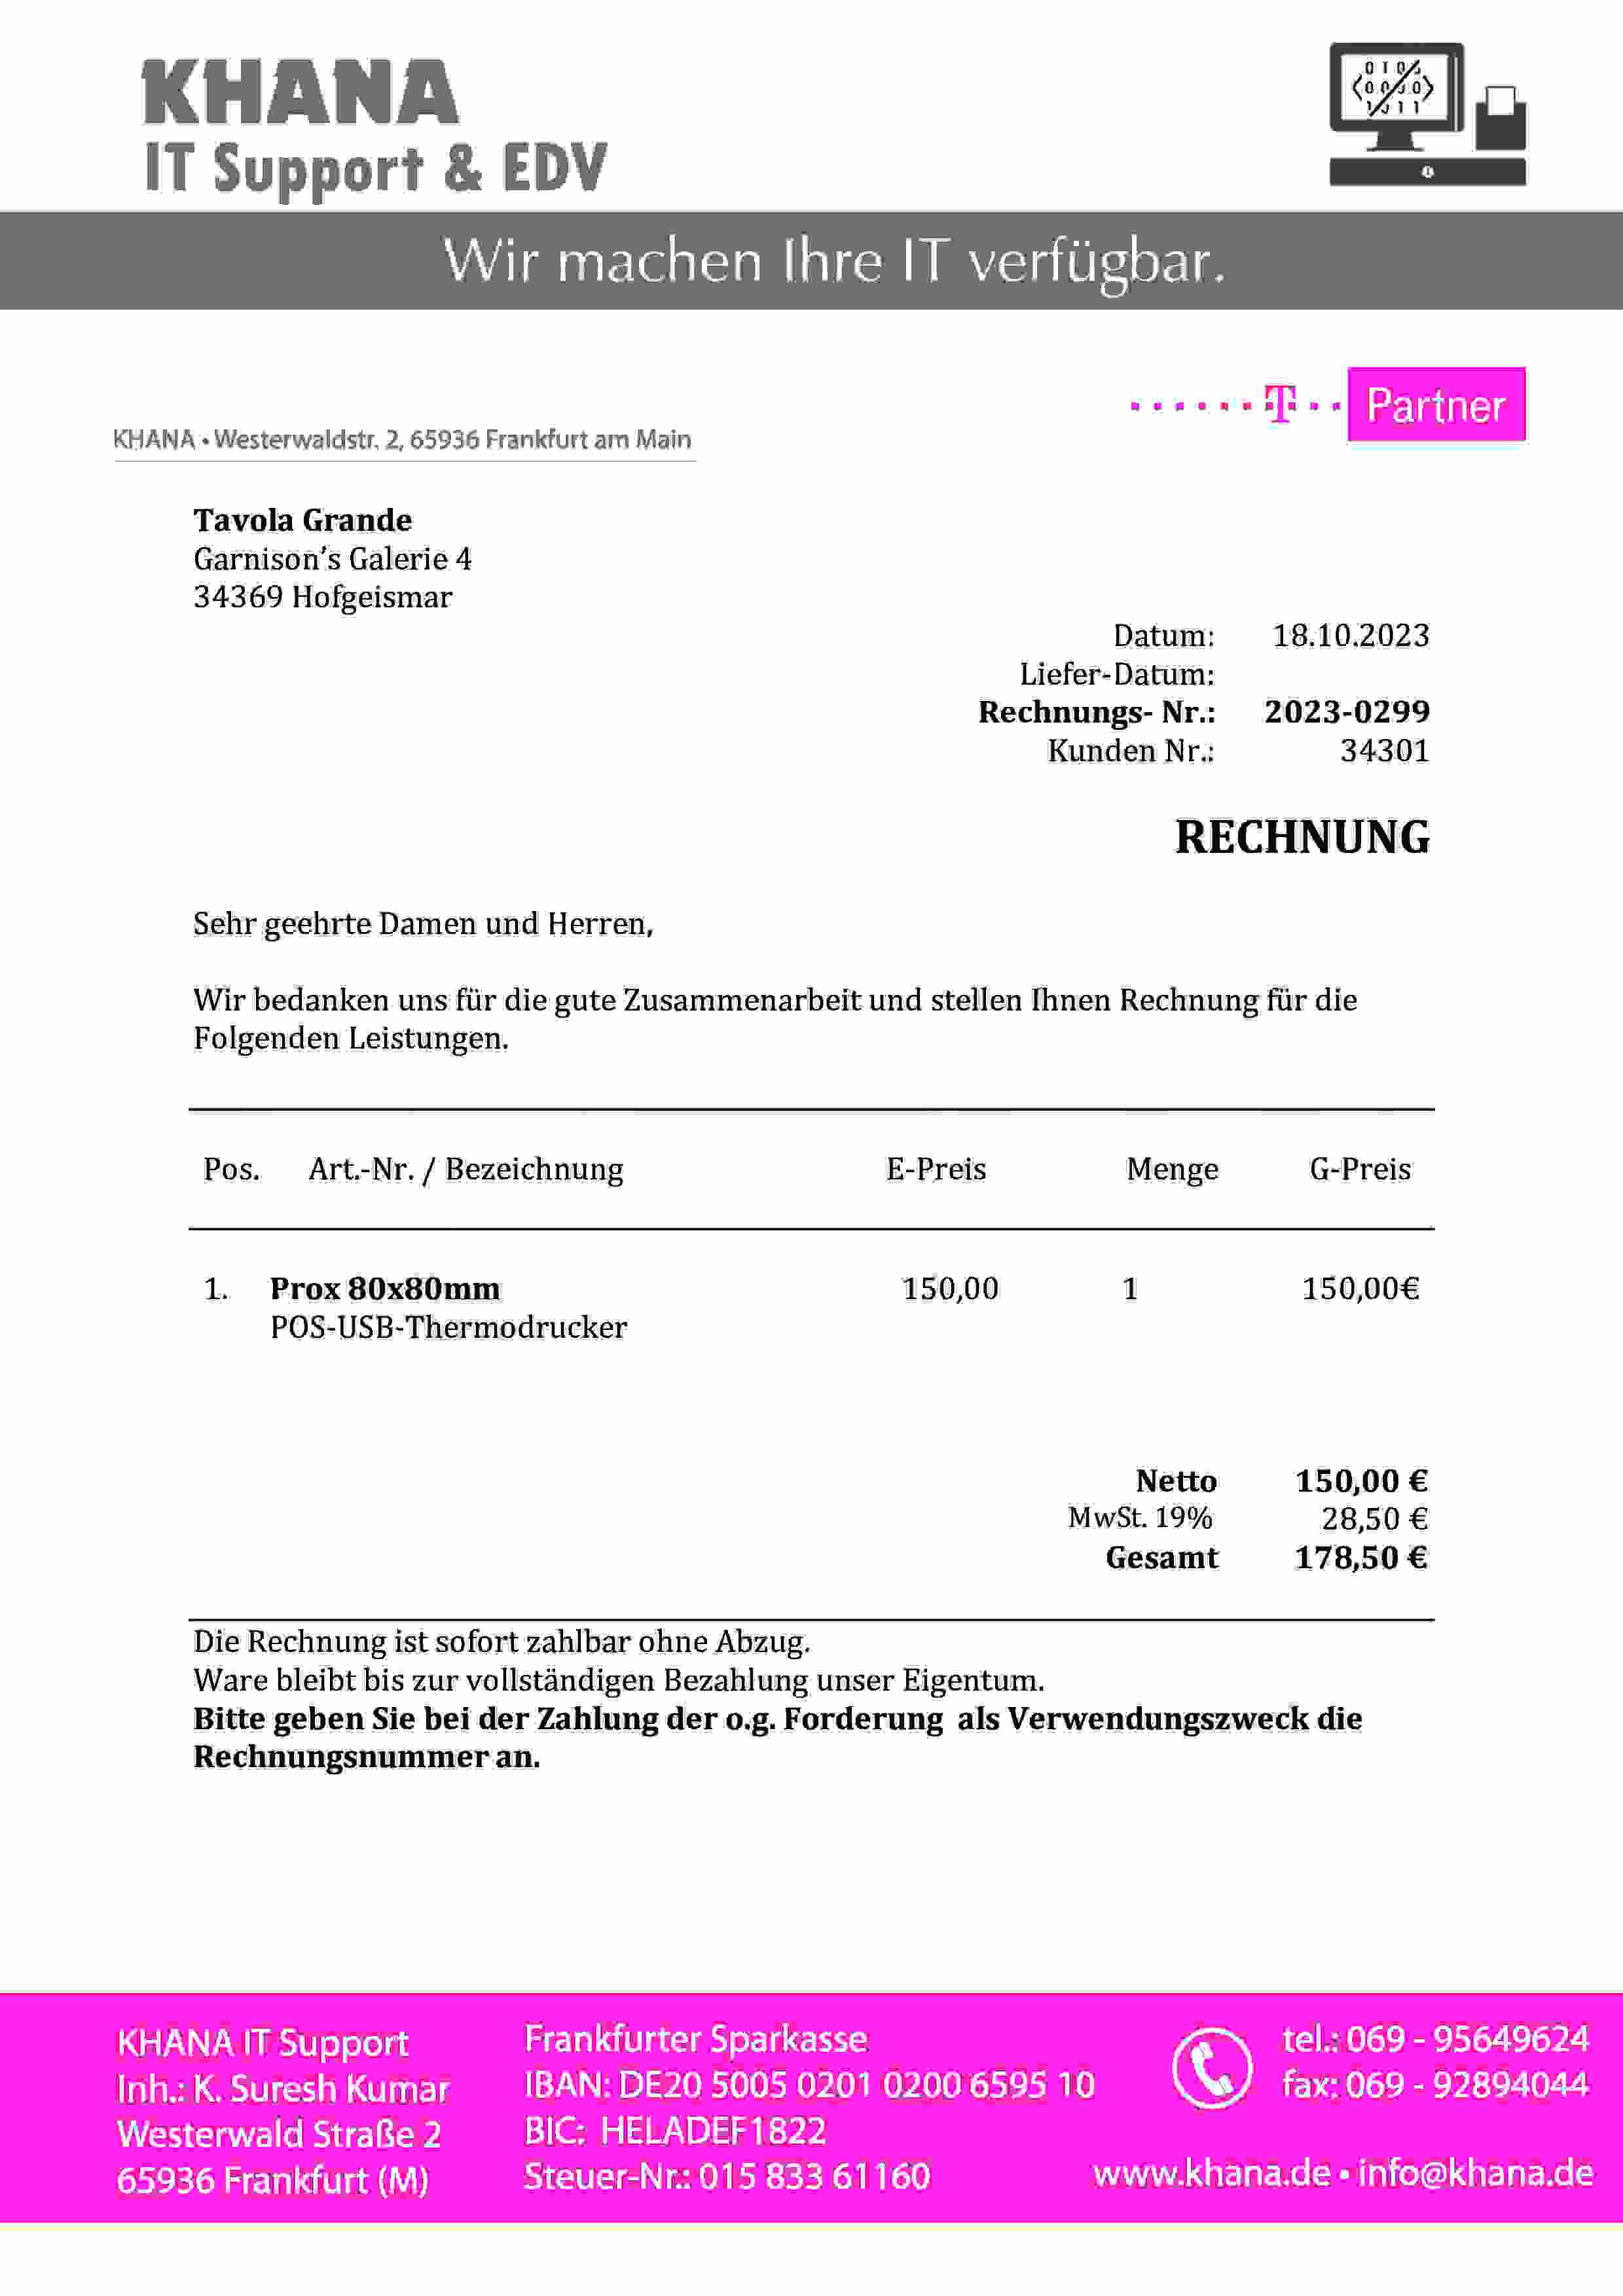 KHANA
IT Support & EDV
Wir machen Ihre IT verfügbar.
T Partner
KHANA • Westerwaldstr. 2, 65936 Frankfurt am Main
Tavola Grande
Garnison's Galerie 4
34369 Hofgeismar
Datum: 18.10.2023
Liefer-Datum:
Rechnungs- Nr.: 2023-0299
Kunden Nr.: 34301
RECHNUNG
Sehr geehrte Damen und Herren,
Wir bedanken uns für die gute Zusammenarbeit und stellen Ihnen Rechnung für die
Folgenden Leistungen.
Pos. Art.-Nr. / Bezeichnung E-Preis Menge G-Preis
1. Prox 80x80mm 150,00 1 150,00€
POS-USB-Thermodrucker
Netto 150,00 €
MwSt. 19% 28,50 €
Gesamt 178,50 €
Die Rechnung ist sofort zahlbar ohne Abzug.
Ware bleibt bis zur vollständigen Bezahlung unser Eigentum.
Bitte geben Sie bei der Zahlung der o.g. Forderung als Verwendungszweck die
Rechnungsnummer an.
KHANA IT Support
Inh.: K. Suresh Kumar
Westerwald Straße 2
65936 Frankfurt (M)
Frankfurter Sparkasse
IBAN: DE20 5005 0201 0200 6595 10
BIC: HELADEF1822
Steuer-Nr.: 015 833 61160
tel.: 069 - 95649624
fax: 069 - 92894044
www.khana.de • info@khana.de